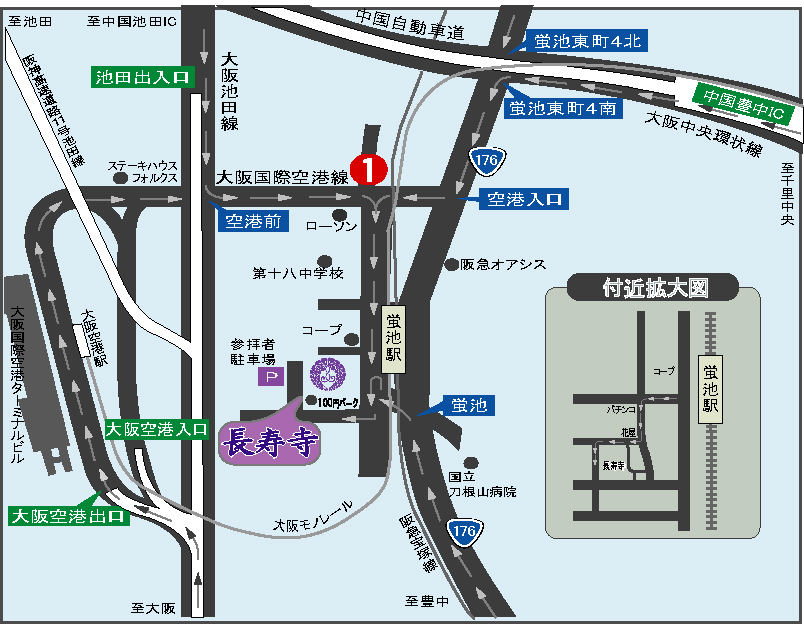 至池田
至中国池田IC
中国自動車道
蛍池東町4北
池田出入口
大阪池田線
阪神高速道路11号池田線
蛍池東町4南
中国豊中IC
大阪中央環状線
176
至千里中央
ステーキハウス
フォルクス
大阪国際空港線
1
空港前
空港入口
ローソン
第十八中学校
阪急オアシス
付近拡大図
大阪国際空港ターミナルビル
大阪空港駅
コープ
蛍池駅
参拝者
駐車場
P
100円パーク
長寿寺
蛍池
コープ
蛍池駅
パチンコ
花屋
長寿寺
大阪空港入口
国立
刀根山病院
大阪空港出口
大阪モノレール
阪急宝塚線
176
至大阪
至豊中